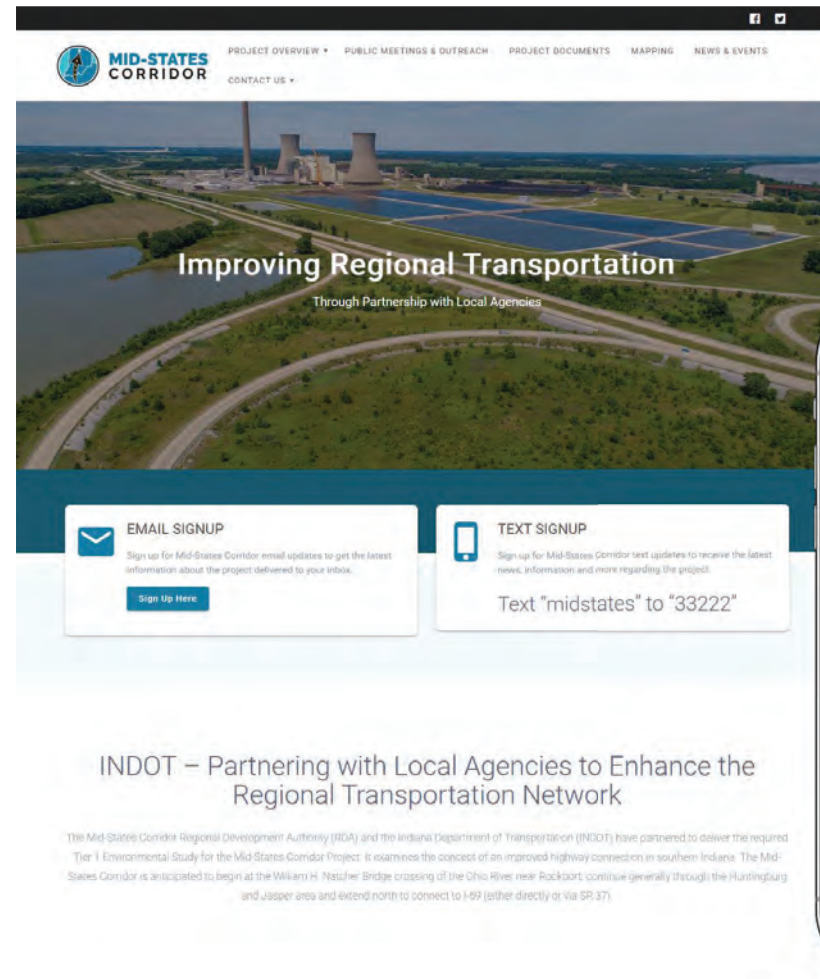 MID-STATES
CORRIDOR
PROJECT OVERVIEW ▾ PUBLIC MEETINGS & OUTREACH PROJECT DOCUMENTS MAPPING NEWS & EVENTS
CONTACT US ▾
Improving Regional Transportation
Through Partnership with Local Agencies
EMAIL SIGNUP
Sign up for Mid-States Corridor email updates to get the latest
information about the project delivered to your inbox.
Sign Up Here
TEXT SIGNUP
Sign up for Mid-States Corridor text updates to receive the latest
news, information and more regarding the project.
Text “midstates” to “33222”
INDOT – Partnering with Local Agencies to Enhance the
Regional Transportation Network
The Mid-States Corridor Regional Development Authority (RDA) and the Indiana Department of Transportation (INDOT) have partnered to deliver the required
Tier 1 Environmental Study for the Mid-States Corridor Project. It examines the concept of an improved highway connection in southern Indiana. The Mid-
States Corridor is anticipated to begin at the William H. Natcher Bridge crossing of the Ohio River near Rockport, continue generally through the Huntingburg
and Jasper area and extend north to connect to I-69 (either directly or via SR 37).